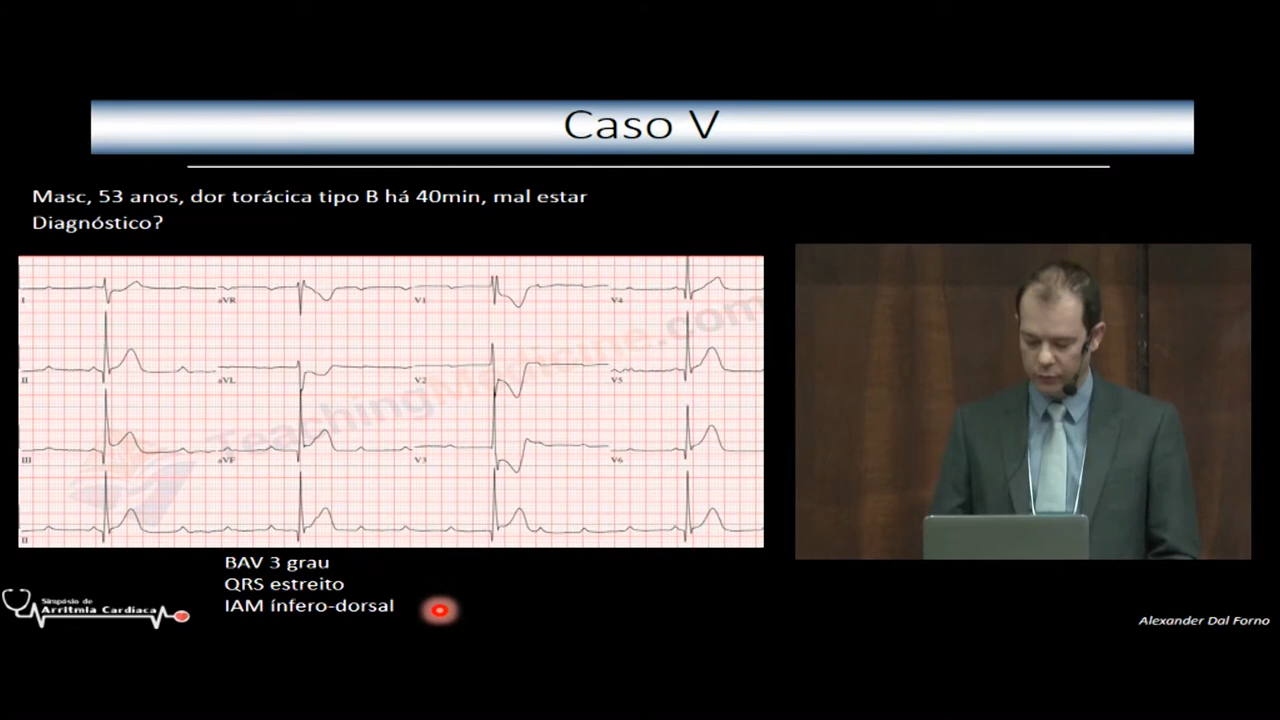 Caso V
Masc, 53 anos, dor torácica tipo B há 40min, mal estar
Diagnóstico?
I
aVR
V1
V4
II
aVL
V2
V5
III
aVF
V3
V6
II
TeachingMedicine.com
BAV 3 grau
QRS estreito
IAM ínfero-dorsal
Simpósio de
Arritmia Cardíaca
Alexander Dal Forno